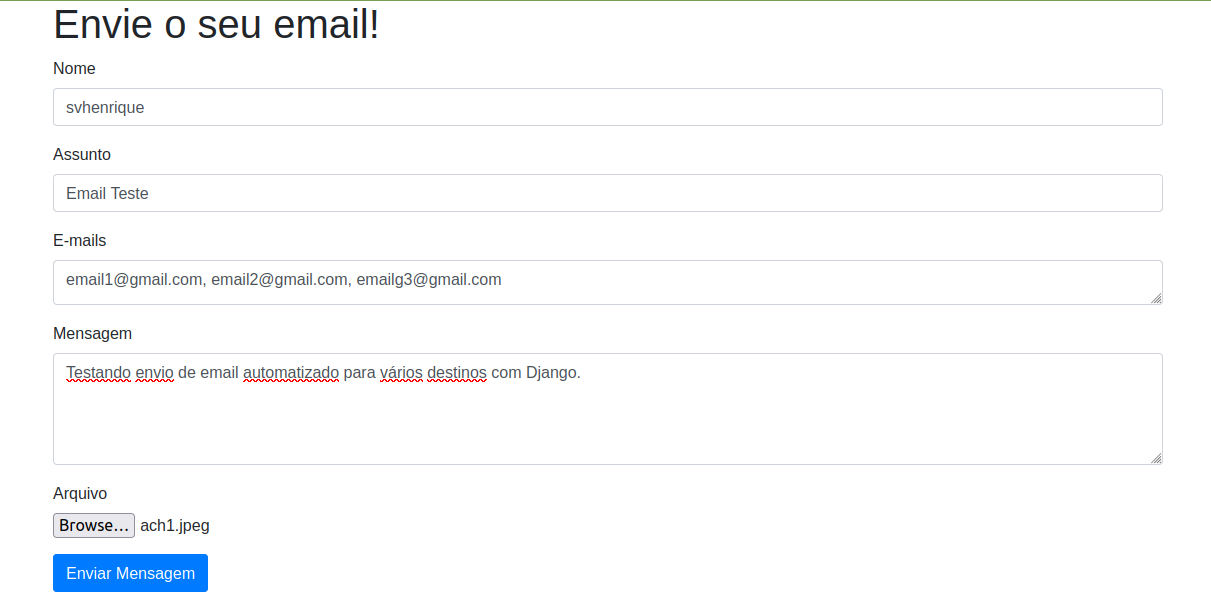 Envie o seu email!
Nome
svhenrique
Assunto
Email Teste
E-mails
email1@gmail.com, email2@gmail.com, emailg3@gmail.com
Mensagem
Testando envio de email automatizado para vários destinos com Django.
Arquivo
Browse... ach1.jpeg
Enviar Mensagem